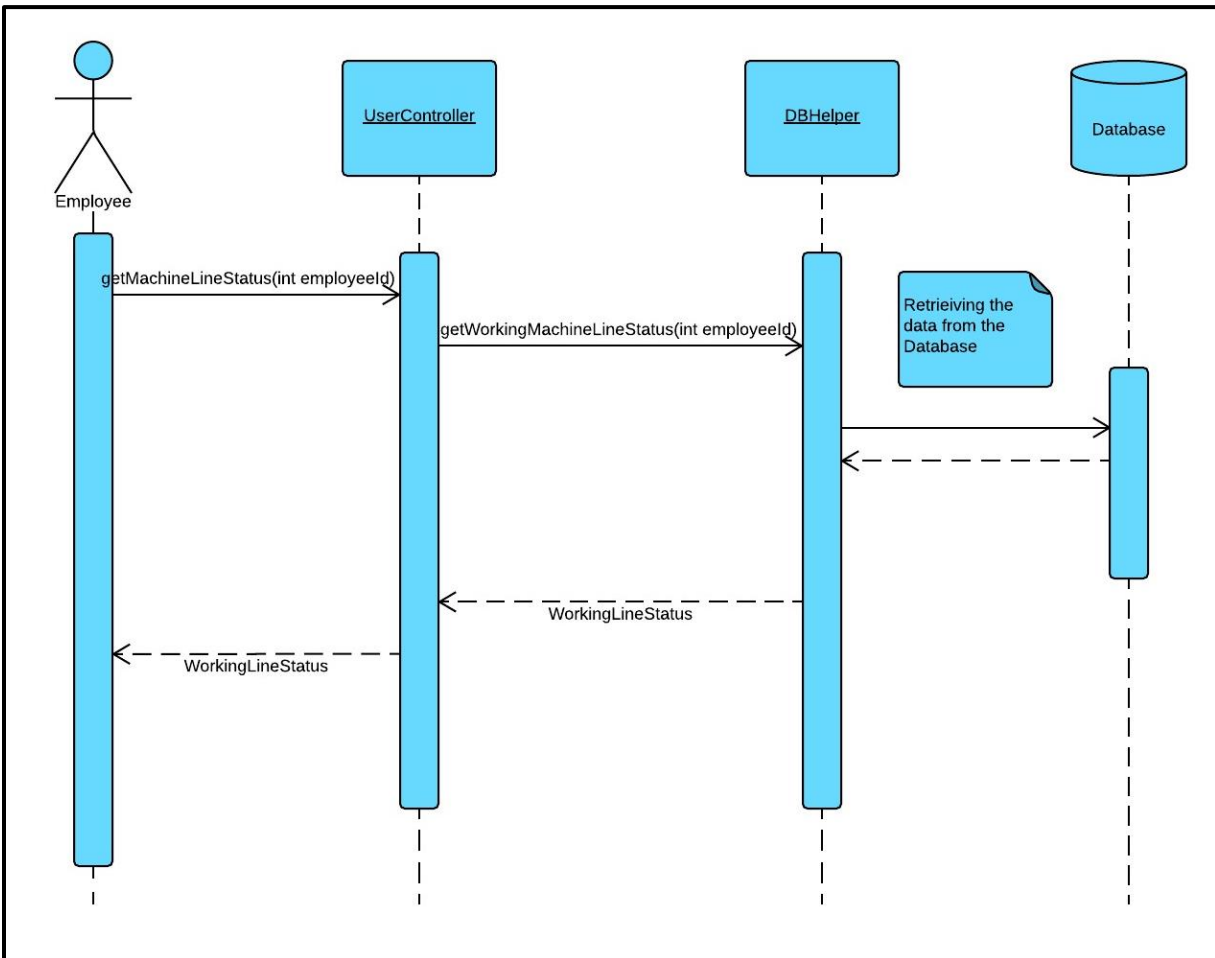 UserController
DBHelper
Database
Employee
getMachineLineStatus(int employeeId)
getWorkingMachineLineStatus(int employeeId)
Retrieiving the
data from the
Database
WorkingLineStatus
WorkingLineStatus